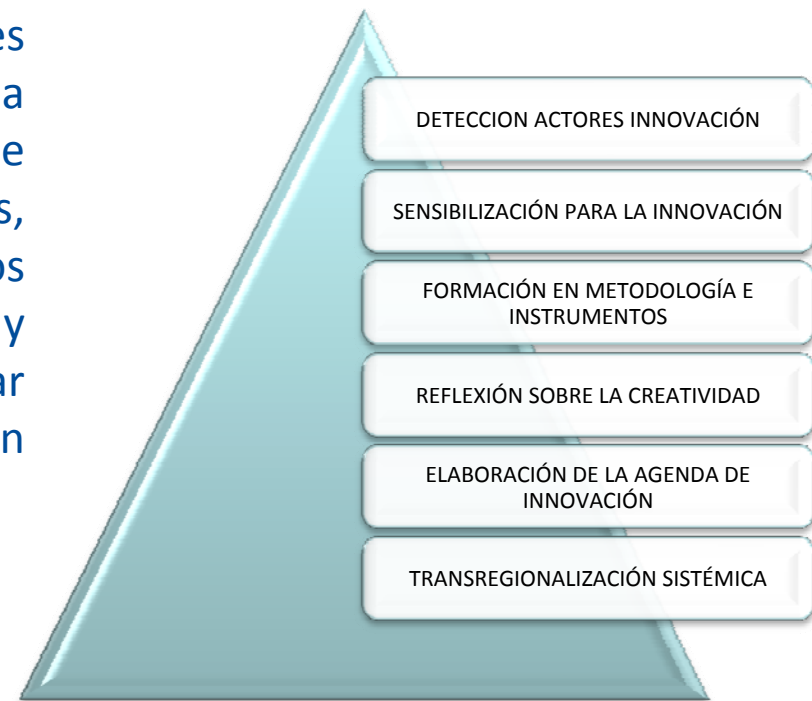 es
a
e
s,
os
y
ar
n
DETECCION ACTORES INNOVACIÓN
SENSIBILIZACIÓN PARA LA INNOVACIÓN
FORMACIÓN EN METODOLOGÍA E
INSTRUMENTOS
REFLEXIÓN SOBRE LA CREATIVIDAD
ELABORACIÓN DE LA AGENDA DE
INNOVACIÓN
TRANSREGIONALIZACIÓN SISTÉMICA